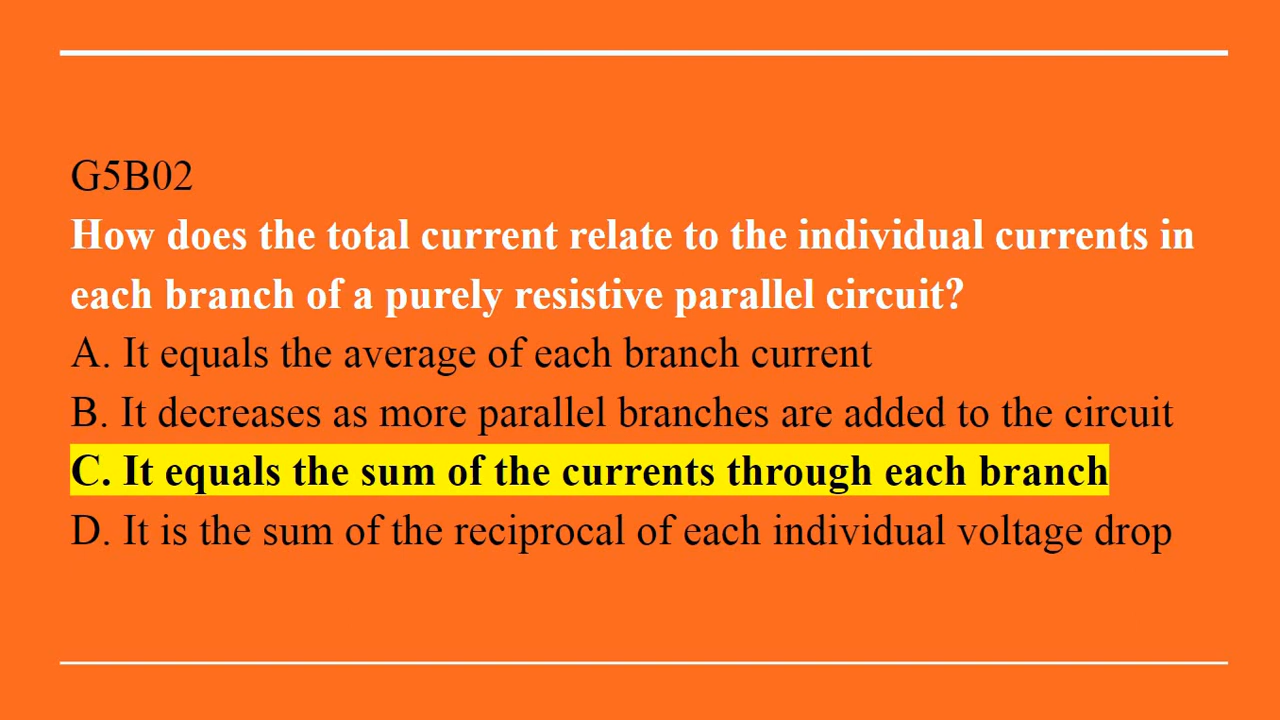 G5B02
How does the total current relate to the individual currents in
each branch of a purely resistive parallel circuit?
A. It equals the average of each branch current
B. It decreases as more parallel branches are added to the circuit
C. It equals the sum of the currents through each branch
D. It is the sum of the reciprocal of each individual voltage drop